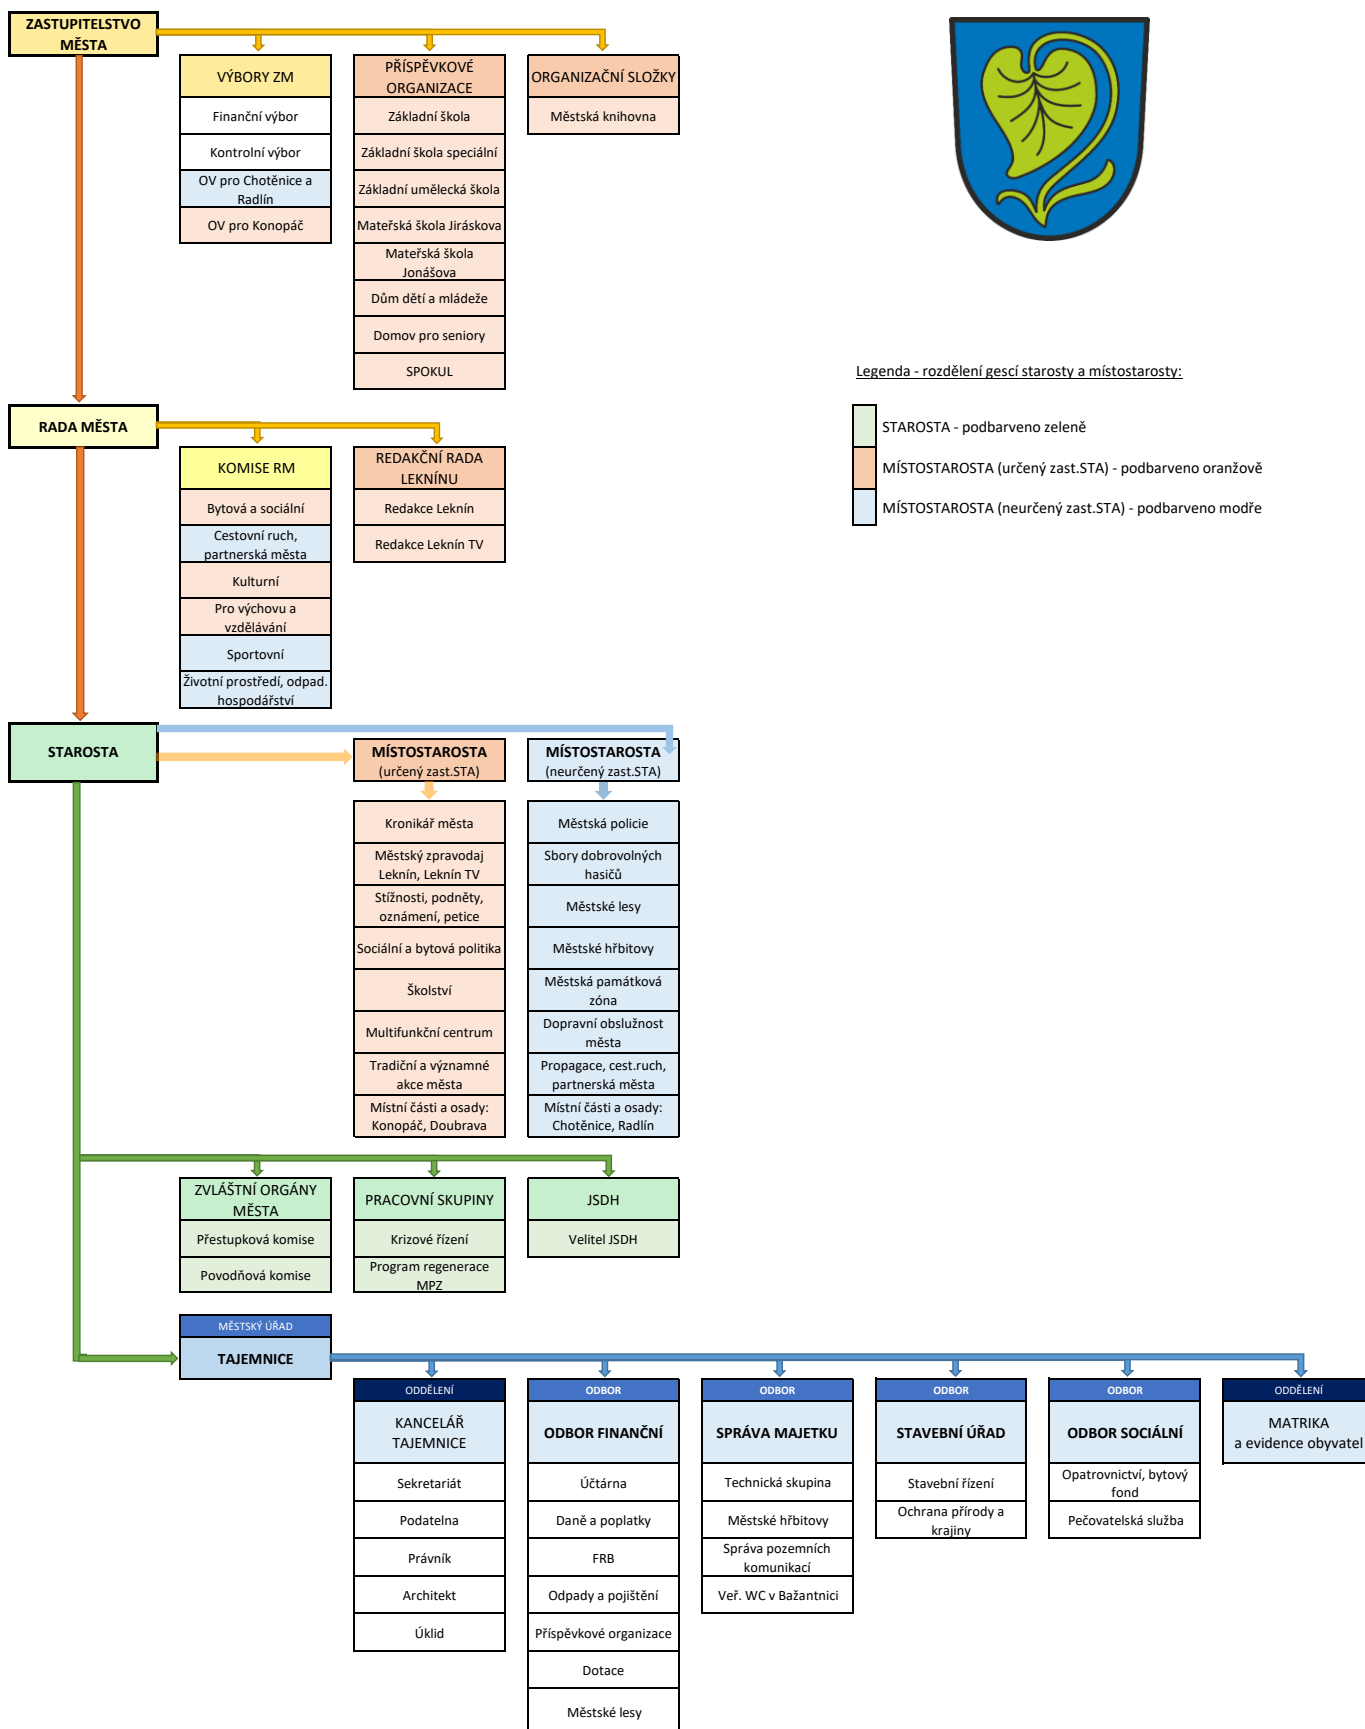 ZASTUPITELSTVO
MĚSTA
VÝBORY ZM
Finanční výbor
Kontrolní výbor
OV pro Chotěnice a
Radlín
OV pro Konopáč
PŘÍSPĚVKOVÉ
ORGANIZACE
Základní škola
Základní škola speciální
Základní umělecká škola
Mateřská škola Jiráskova
Mateřská škola
Jonášova
Dům dětí a mládeže
Domov pro seniory
SPOKUL
ORGANIZAČNÍ SLOŽKY
Městská knihovna
Legenda - rozdělení gescí starosty a místostarosty:
STAROSTA - podbarveno zeleně
MÍSTOSTAROSTA (určený zast.STA) - podbarveno oranžově
MÍSTOSTAROSTA (neurčený zast.STA) - podbarveno modře
RADA MĚSTA
KOMISE RM
Bytová a sociální
Cestovní ruch,
partnerská města
Kulturní
Pro výchovu a
vzdělávání
Sportovní
Životní prostředí, odpad.
hospodářství
REDAKČNÍ RADA
LEKNÍNU
Redakce Leknín
Redakce Leknín TV
STAROSTA
MÍSTOSTAROSTA
(určený zast.STA)
Kronikář města
Městský zpravodaj
Leknín, Leknín TV
Stížnosti, podněty,
oznámení, petice
Sociální a bytová politika
Školství
Multifunkční centrum
Tradiční a významné
akce města
Místní části a osady:
Konopáč, Doubrava
MÍSTOSTAROSTA
(neurčený zast.STA)
Městská policie
Sbory dobrovolných
hasičů
Městské lesy
Městské hřbitovy
Městská památková
zóna
Dopravní obslužnost
města
Propagace, cest.ruch,
partnerská města
Místní části a osady:
Chotěnice, Radlín
ZVLÁŠTNÍ ORGÁNY
MĚSTA
Přestupková komise
Povodňová komise
PRACOVNÍ SKUPINY
Krizové řízení
Program regenerace
MPZ
JSDH
Velitel JSDH
MĚSTSKÝ ÚŘAD
TAJEMNICE
ODDĚLENÍ
KANCELÁŘ
TAJEMNICE
Sekretariát
Podatelna
Právník
Architekt
Úklid
ODBOR
ODBOR FINANČNÍ
Účtárna
Daně a poplatky
FRB
Odpady a pojištění
Příspěvkové organizace
Dotace
Městské lesy
ODBOR
SPRÁVA MAJETKU
Technická skupina
Městské hřbitovy
Správa pozemních
komunikací
Veř. WC v Bažantnici
ODBOR
STAVEBNÍ ÚŘAD
Stavební řízení
Ochrana přírody a
krajiny
ODBOR
ODBOR SOCIÁLNÍ
Opatrovnictví, bytový
fond
Pečovatelská služba
ODDĚLENÍ
MATRIKA
a evidence obyvatel